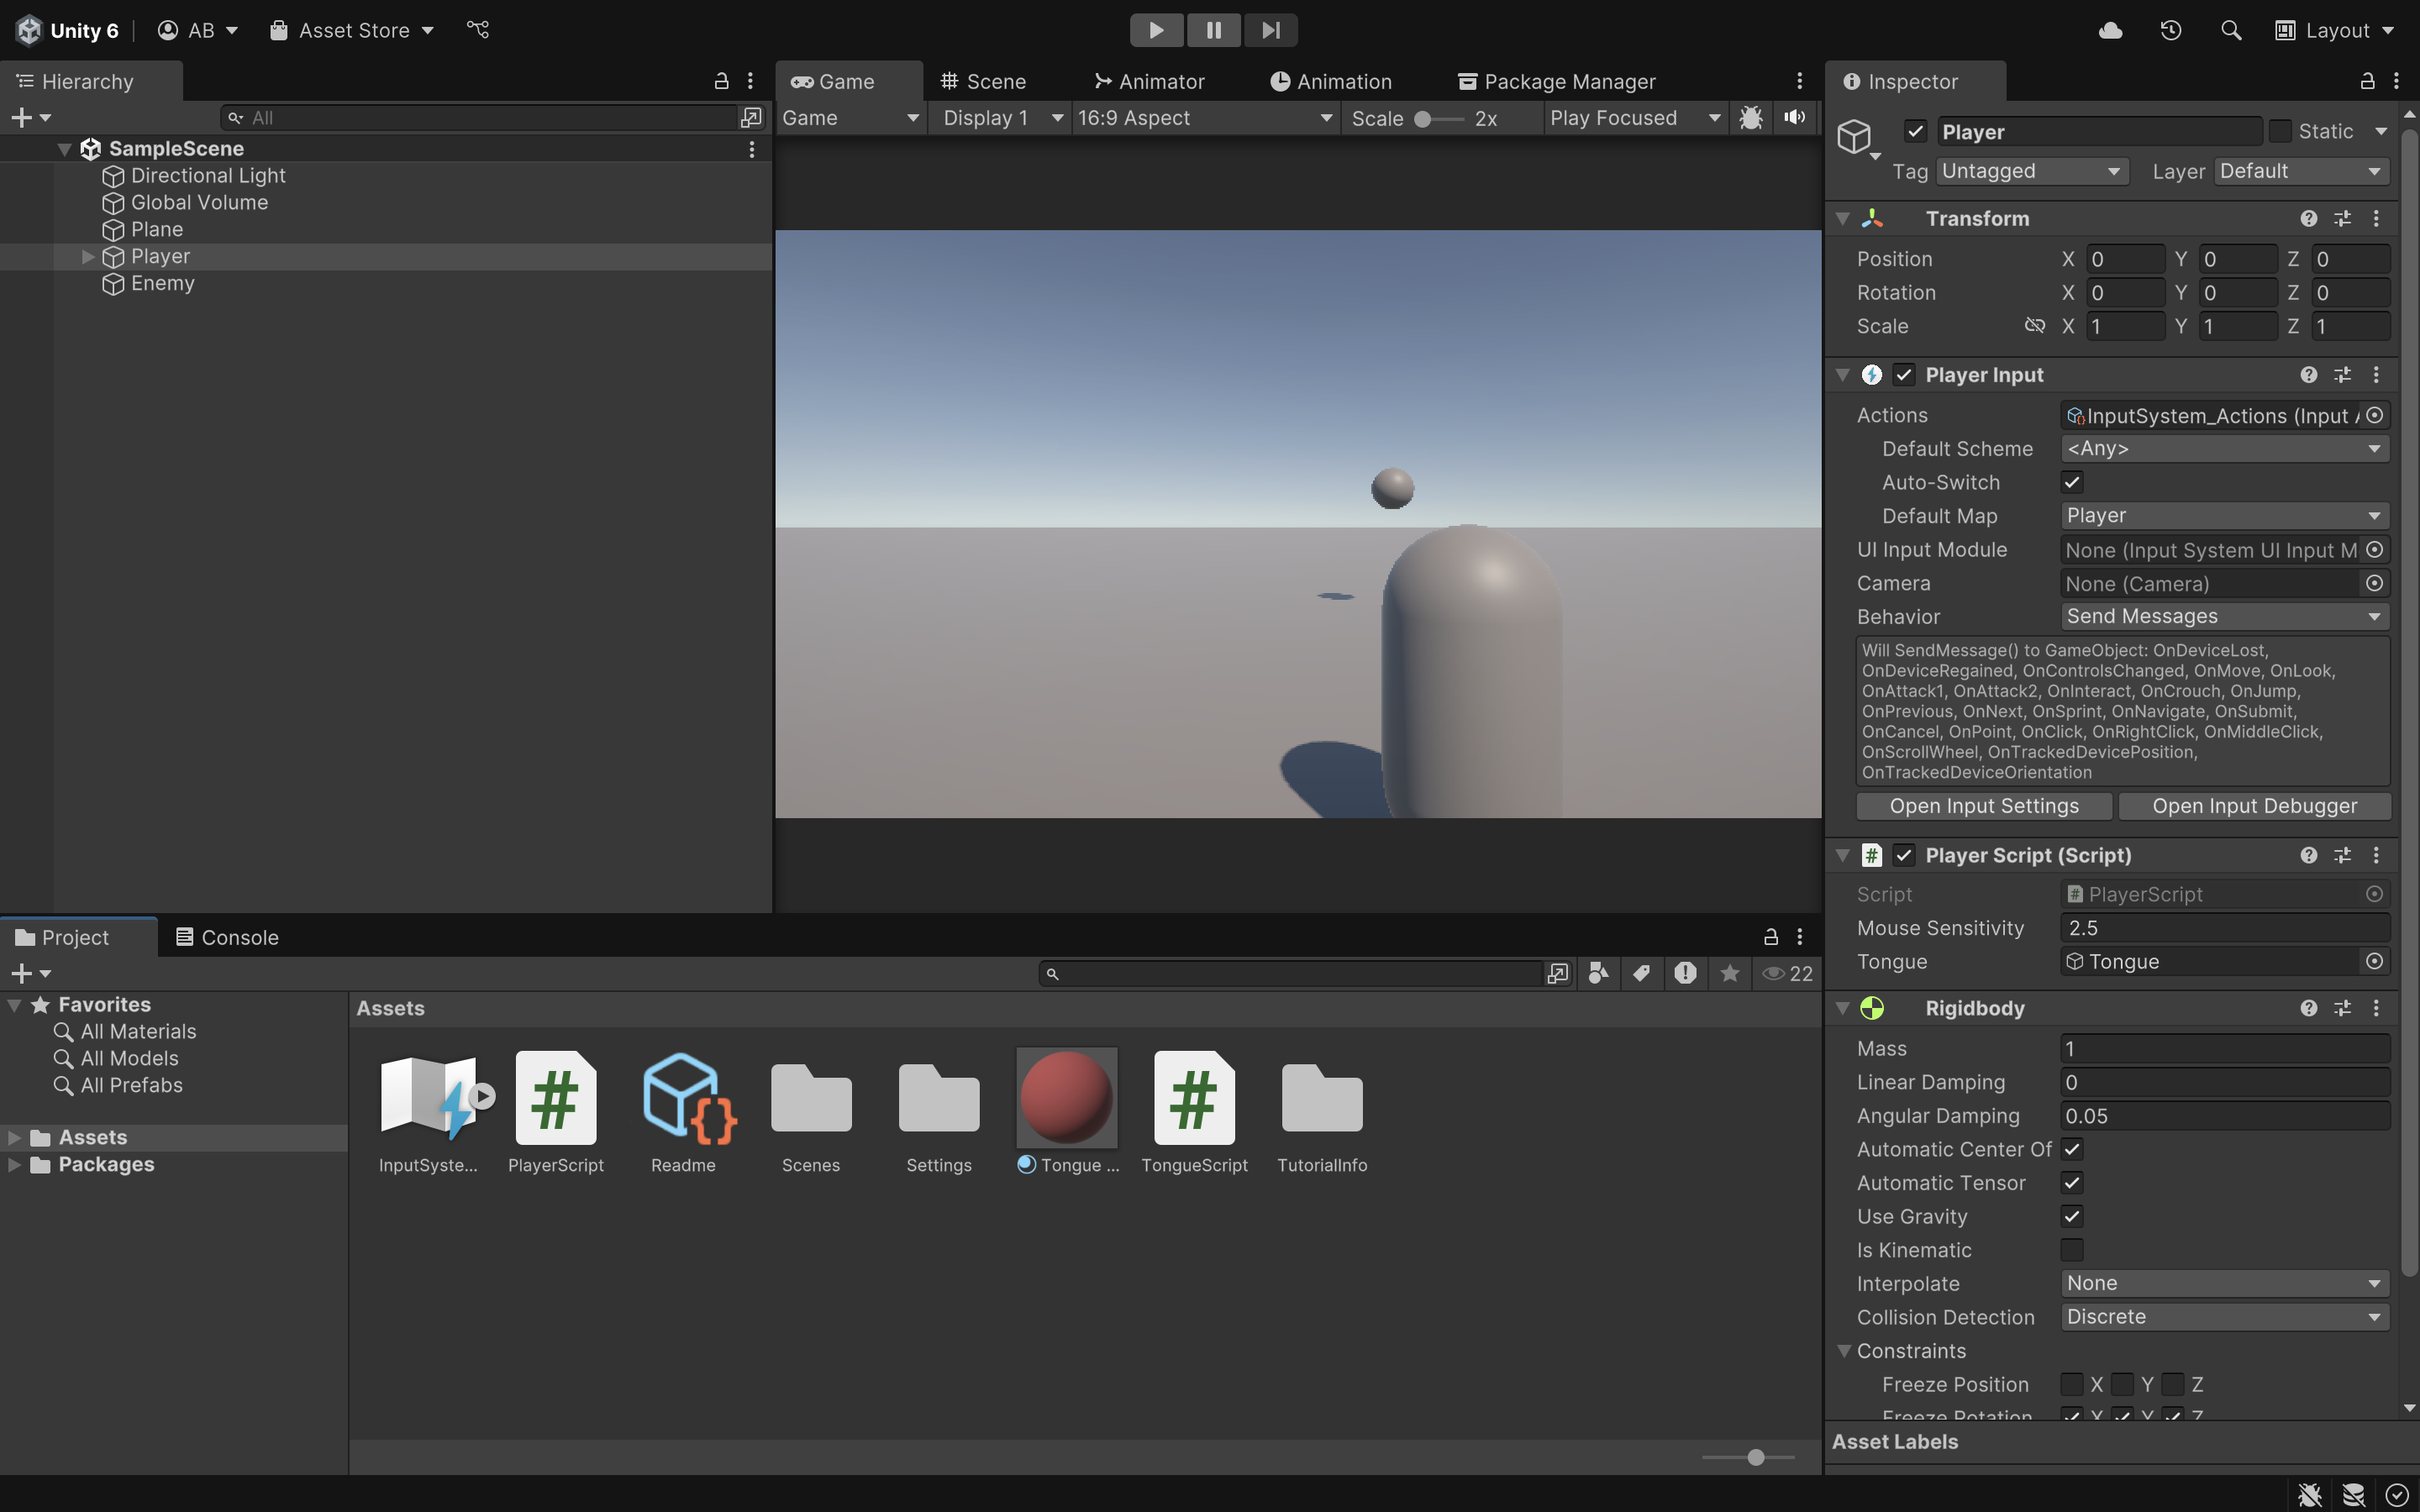 Unity 6
AB
Asset Store
Layout
Hierarchy
All
SampleScene
Directional Light
Global Volume
Plane
Player
Enemy
Game
Scene
Animator
Animation
Package Manager
Game
Display 1
16:9 Aspect
Scale
2x
Play Focused
Inspector
Player
Static
Tag
Untagged
Layer
Default
Transform
Position X 0 Y 0 Z 0
Rotation X 0 Y 0 Z 0
Scale X 1 Y 1 Z 1
Player Input
Actions InputSystem_Actions (Input A
Default Scheme <Any>
Auto-Switch
Default Map Player
UI Input Module None (Input System UI Input M
Camera None (Camera)
Behavior Send Messages
Will SendMessage() to GameObject: OnDeviceLost,
OnDeviceRegained, OnControlsChanged, OnMove, OnLook,
OnAttack1, OnAttack2, OnInteract, OnCrouch, OnJump,
OnPrevious, OnNext, OnSprint, OnNavigate, OnSubmit,
OnCancel, OnPoint, OnClick, OnRightClick, OnMiddleClick,
OnScrollWheel, OnTrackedDevicePosition,
OnTrackedDeviceOrientation
Open Input Settings
Open Input Debugger
Player Script (Script)
Script PlayerScript
Mouse Sensitivity 2.5
Tongue Tongue
Rigidbody
Mass 1
Linear Damping 0
Angular Damping 0.05
Automatic Center Of
Automatic Tensor
Use Gravity
Is Kinematic
Interpolate None
Collision Detection Discrete
Constraints
Freeze Position X Y Z
Freeze Rotation X Y Z
Asset Labels
Project
Console
22
Favorites
All Materials
All Models
All Prefabs
Assets
Packages
Assets
InputSyste...
PlayerScript
Readme
Scenes
Settings
Tongue ...
TongueScript
TutorialInfo